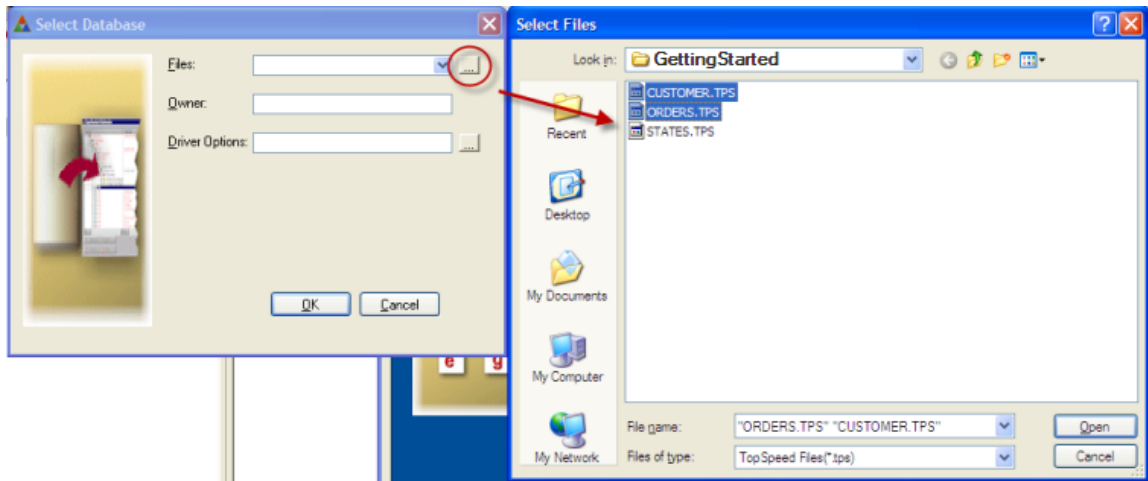 Select Database
Files:
...
Owner:
Driver Options:
...
OK
Cancel
e g
Select Files
Look in:
GettingStarted
CUSTOMER.TPS
ORDERS.TPS
STATES.TPS
Recent
Desktop
My Documents
My Computer
My Network
File name:
"ORDERS.TPS" "CUSTOMER.TPS"
Open
Files of type:
TopSpeed Files(*.tps)
Cancel